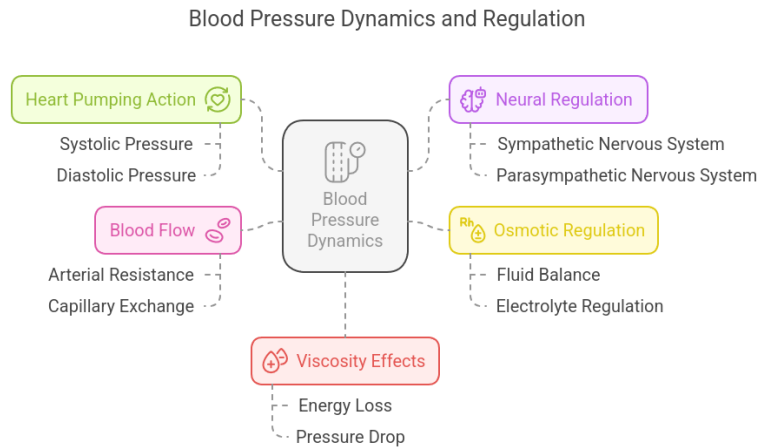 Blood Pressure Dynamics and Regulation
Heart Pumping Action
Systolic Pressure
Diastolic Pressure
Blood Flow
Arterial Resistance
Capillary Exchange
Blood
Pressure
Dynamics
Neural Regulation
Sympathetic Nervous System
Parasympathetic Nervous System
Rh
Osmotic Regulation
Fluid Balance
Electrolyte Regulation
Viscosity Effects
Energy Loss
Pressure Drop